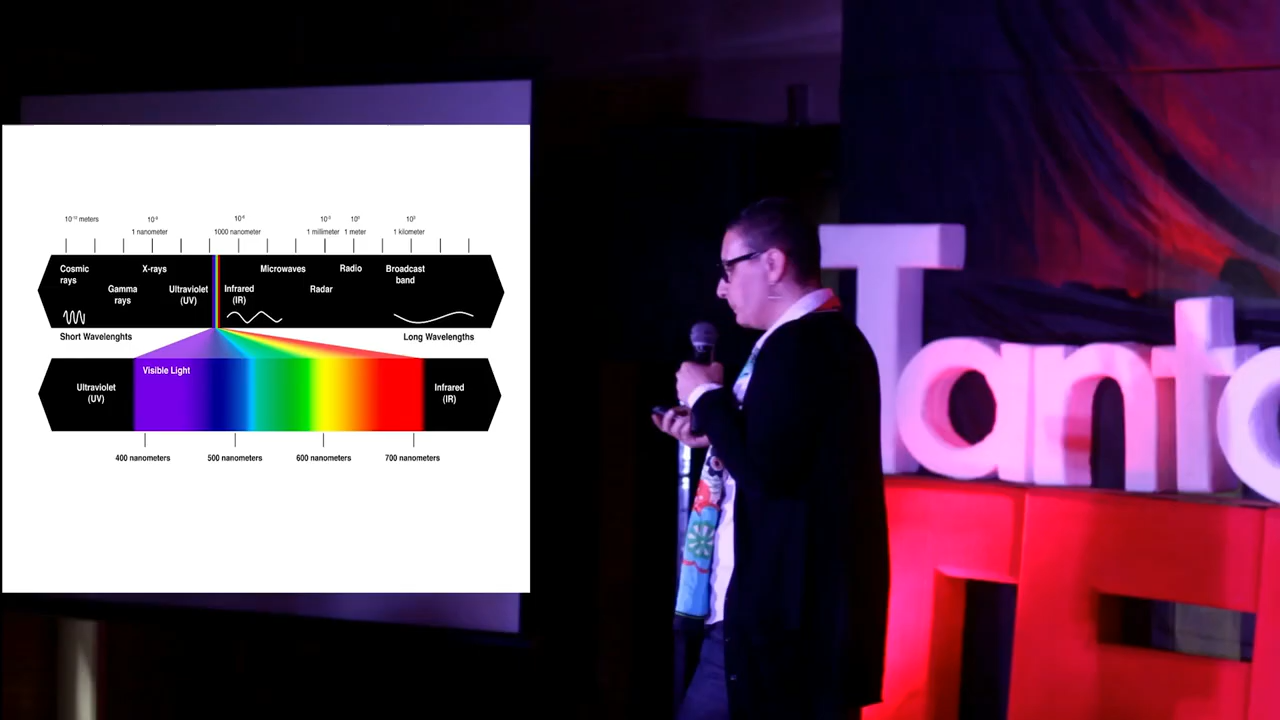 10⁻¹² meters
10⁻⁹
10⁻⁶
10⁻³
10⁰
10³
1 nanometer
1000 nanometer
1 millimeter
1 meter
1 kilometer
Cosmic
rays
X-rays
Microwaves
Radio
Broadcast
band
Gamma
rays
Ultraviolet
(UV)
Infrared
(IR)
Radar
Short Wavelenghts
Long Wavelengths
Visible Light
Ultraviolet
(UV)
Infrared
(IR)
400 nanometers
500 nanometers
600 nanometers
700 nanometers
Tanta
TE